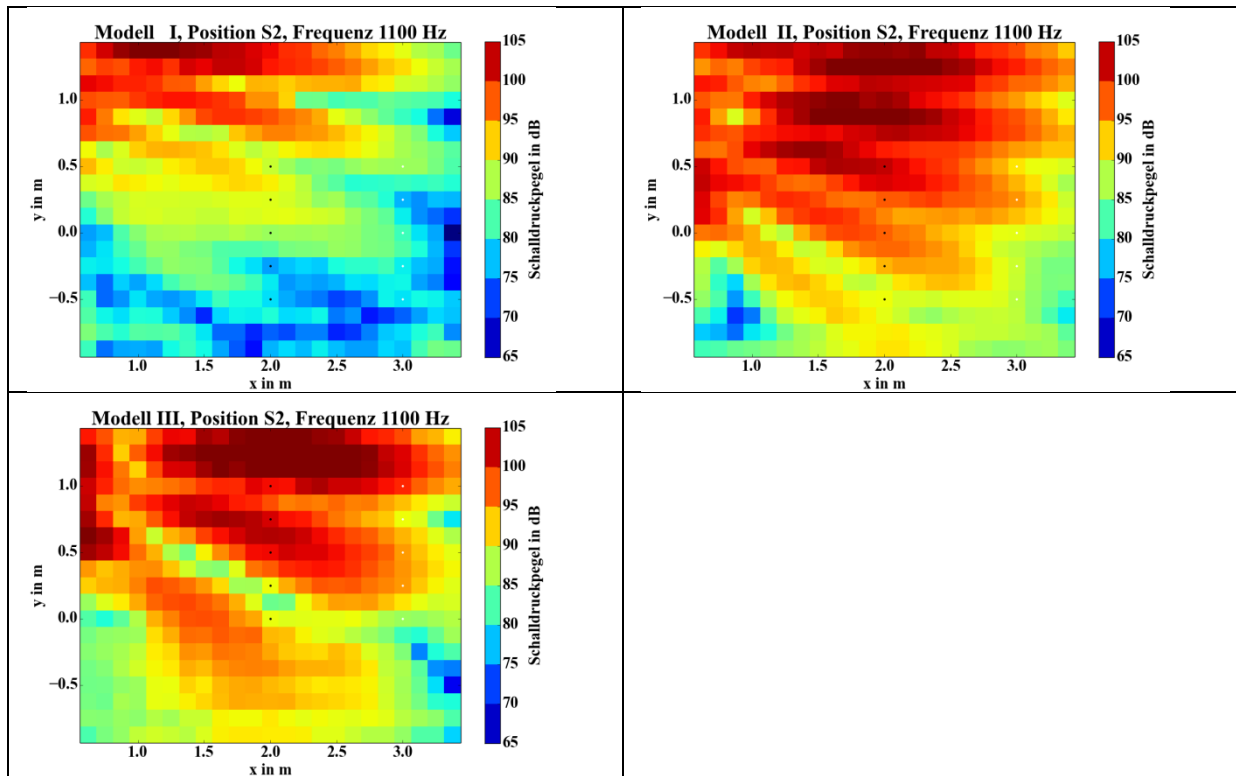 Modell I, Position S2, Frequenz 1100 Hz
105
100
95
90
85
80
75
70
65
Schalldruckpegel in dB
1.0
0.5
0.0
−0.5
y in m
1.0 1.5 2.0 2.5 3.0
x in m
Modell II, Position S2, Frequenz 1100 Hz
105
100
95
90
85
80
75
70
65
Schalldruckpegel in dB
1.0
0.5
0.0
−0.5
y in m
1.0 1.5 2.0 2.5 3.0
x in m
Modell III, Position S2, Frequenz 1100 Hz
105
100
95
90
85
80
75
70
65
Schalldruckpegel in dB
1.0
0.5
0.0
−0.5
y in m
1.0 1.5 2.0 2.5 3.0
x in m